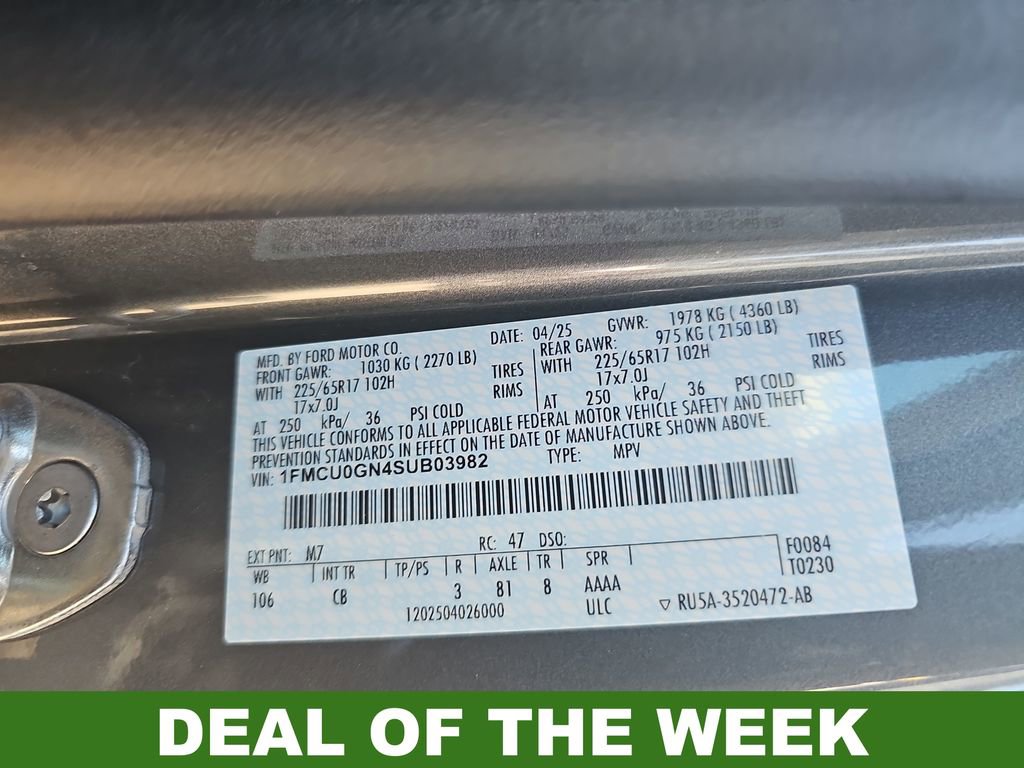 MFD. BY FORD MOTOR CO. DATE: 04/25 GVWR: 1978 KG ( 4360 LB)
FRONT GAWR: 1030 KG ( 2270 LB) REAR GAWR: 975 KG ( 2150 LB)
WITH 225/65R17 102H TIRES WITH 225/65R17 102H TIRES
17x7.0J RIMS 17x7.0J RIMS
AT 250 kPa/ 36 PSI COLD AT 250 kPa/ 36 PSI COLD
THIS VEHICLE CONFORMS TO ALL APPLICABLE FEDERAL MOTOR VEHICLE SAFETY AND THEFT
PREVENTION STANDARDS IN EFFECT ON THE DATE OF MANUFACTURE SHOWN ABOVE.
VIN: 1FMCU0GN4SUB03982 TYPE: MPV
EXT PNT: M7 RC: 47 DSO: F0084
WB INT TR TP/PS R AXLE TR SPR T0230
106 CB 3 81 8 AAAA
1202504026000 ULC RU5A-3520472-AB
DEAL OF THE WEEK